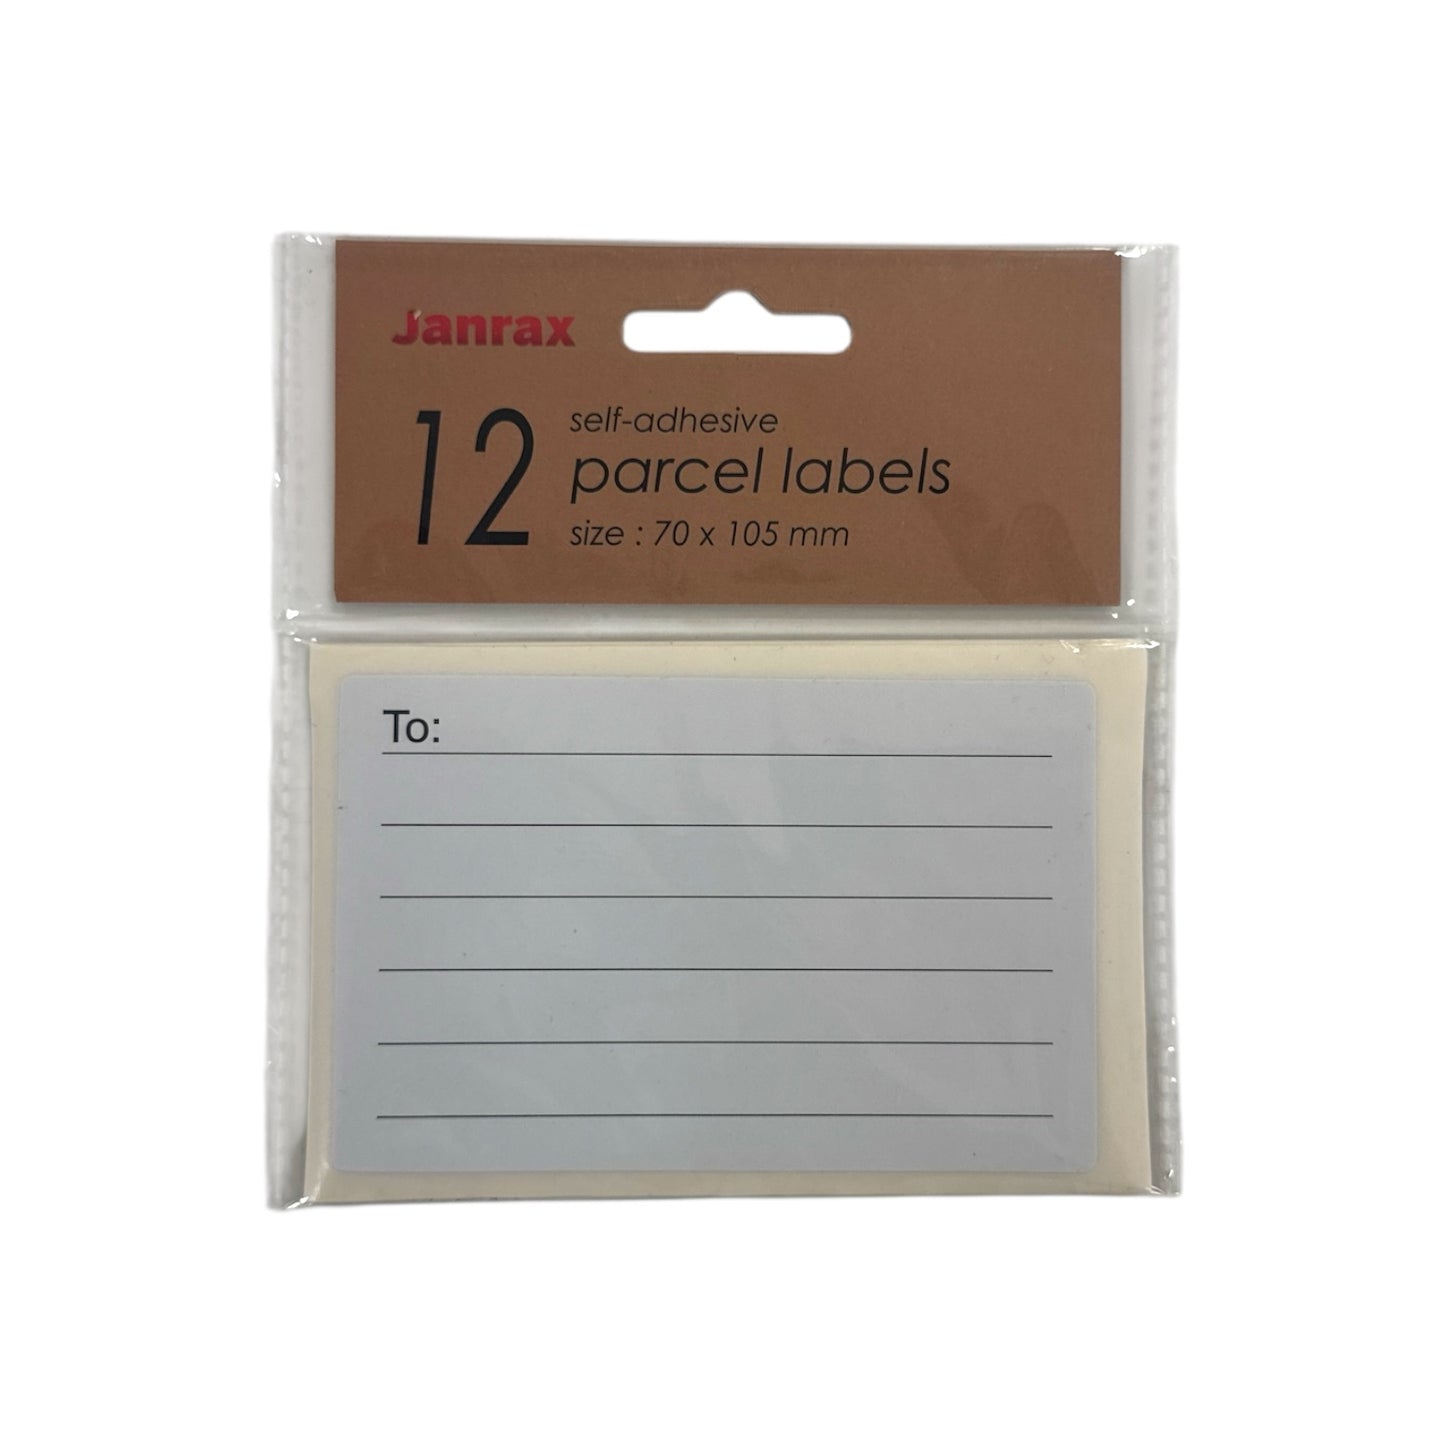 Janrax
12
self-adhesive
parcel labels
size : 70 x 105 mm
To: